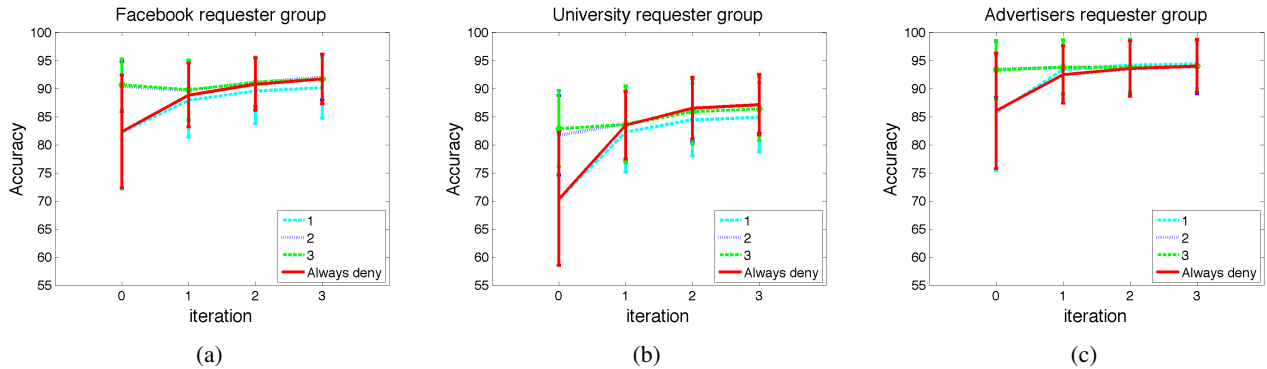 Facebook requester group
100
95
90
85
80
75
70
65
60
55
Accuracy
0 1 2 3
iteration
1
2
3
Always deny
(a)
University requester group
100
95
90
85
80
75
70
65
60
55
Accuracy
0 1 2 3
iteration
1
2
3
Always deny
(b)
Advertisers requester group
100
95
90
85
80
75
70
65
60
55
Accuracy
0 1 2 3
iteration
1
2
3
Always deny
(c)